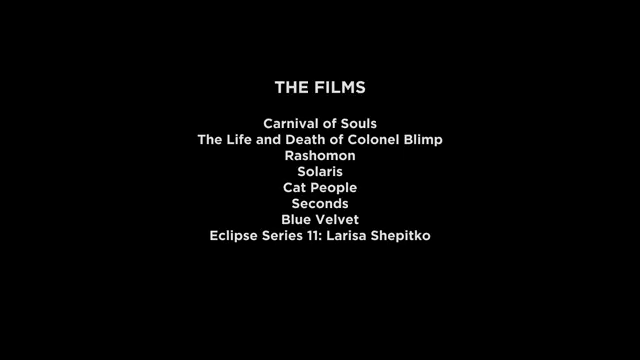 THE FILMS
Carnival of Souls
The Life and Death of Colonel Blimp
Rashomon
Solaris
Cat People
Seconds
Blue Velvet
Eclipse Series 11: Larisa Shepitko